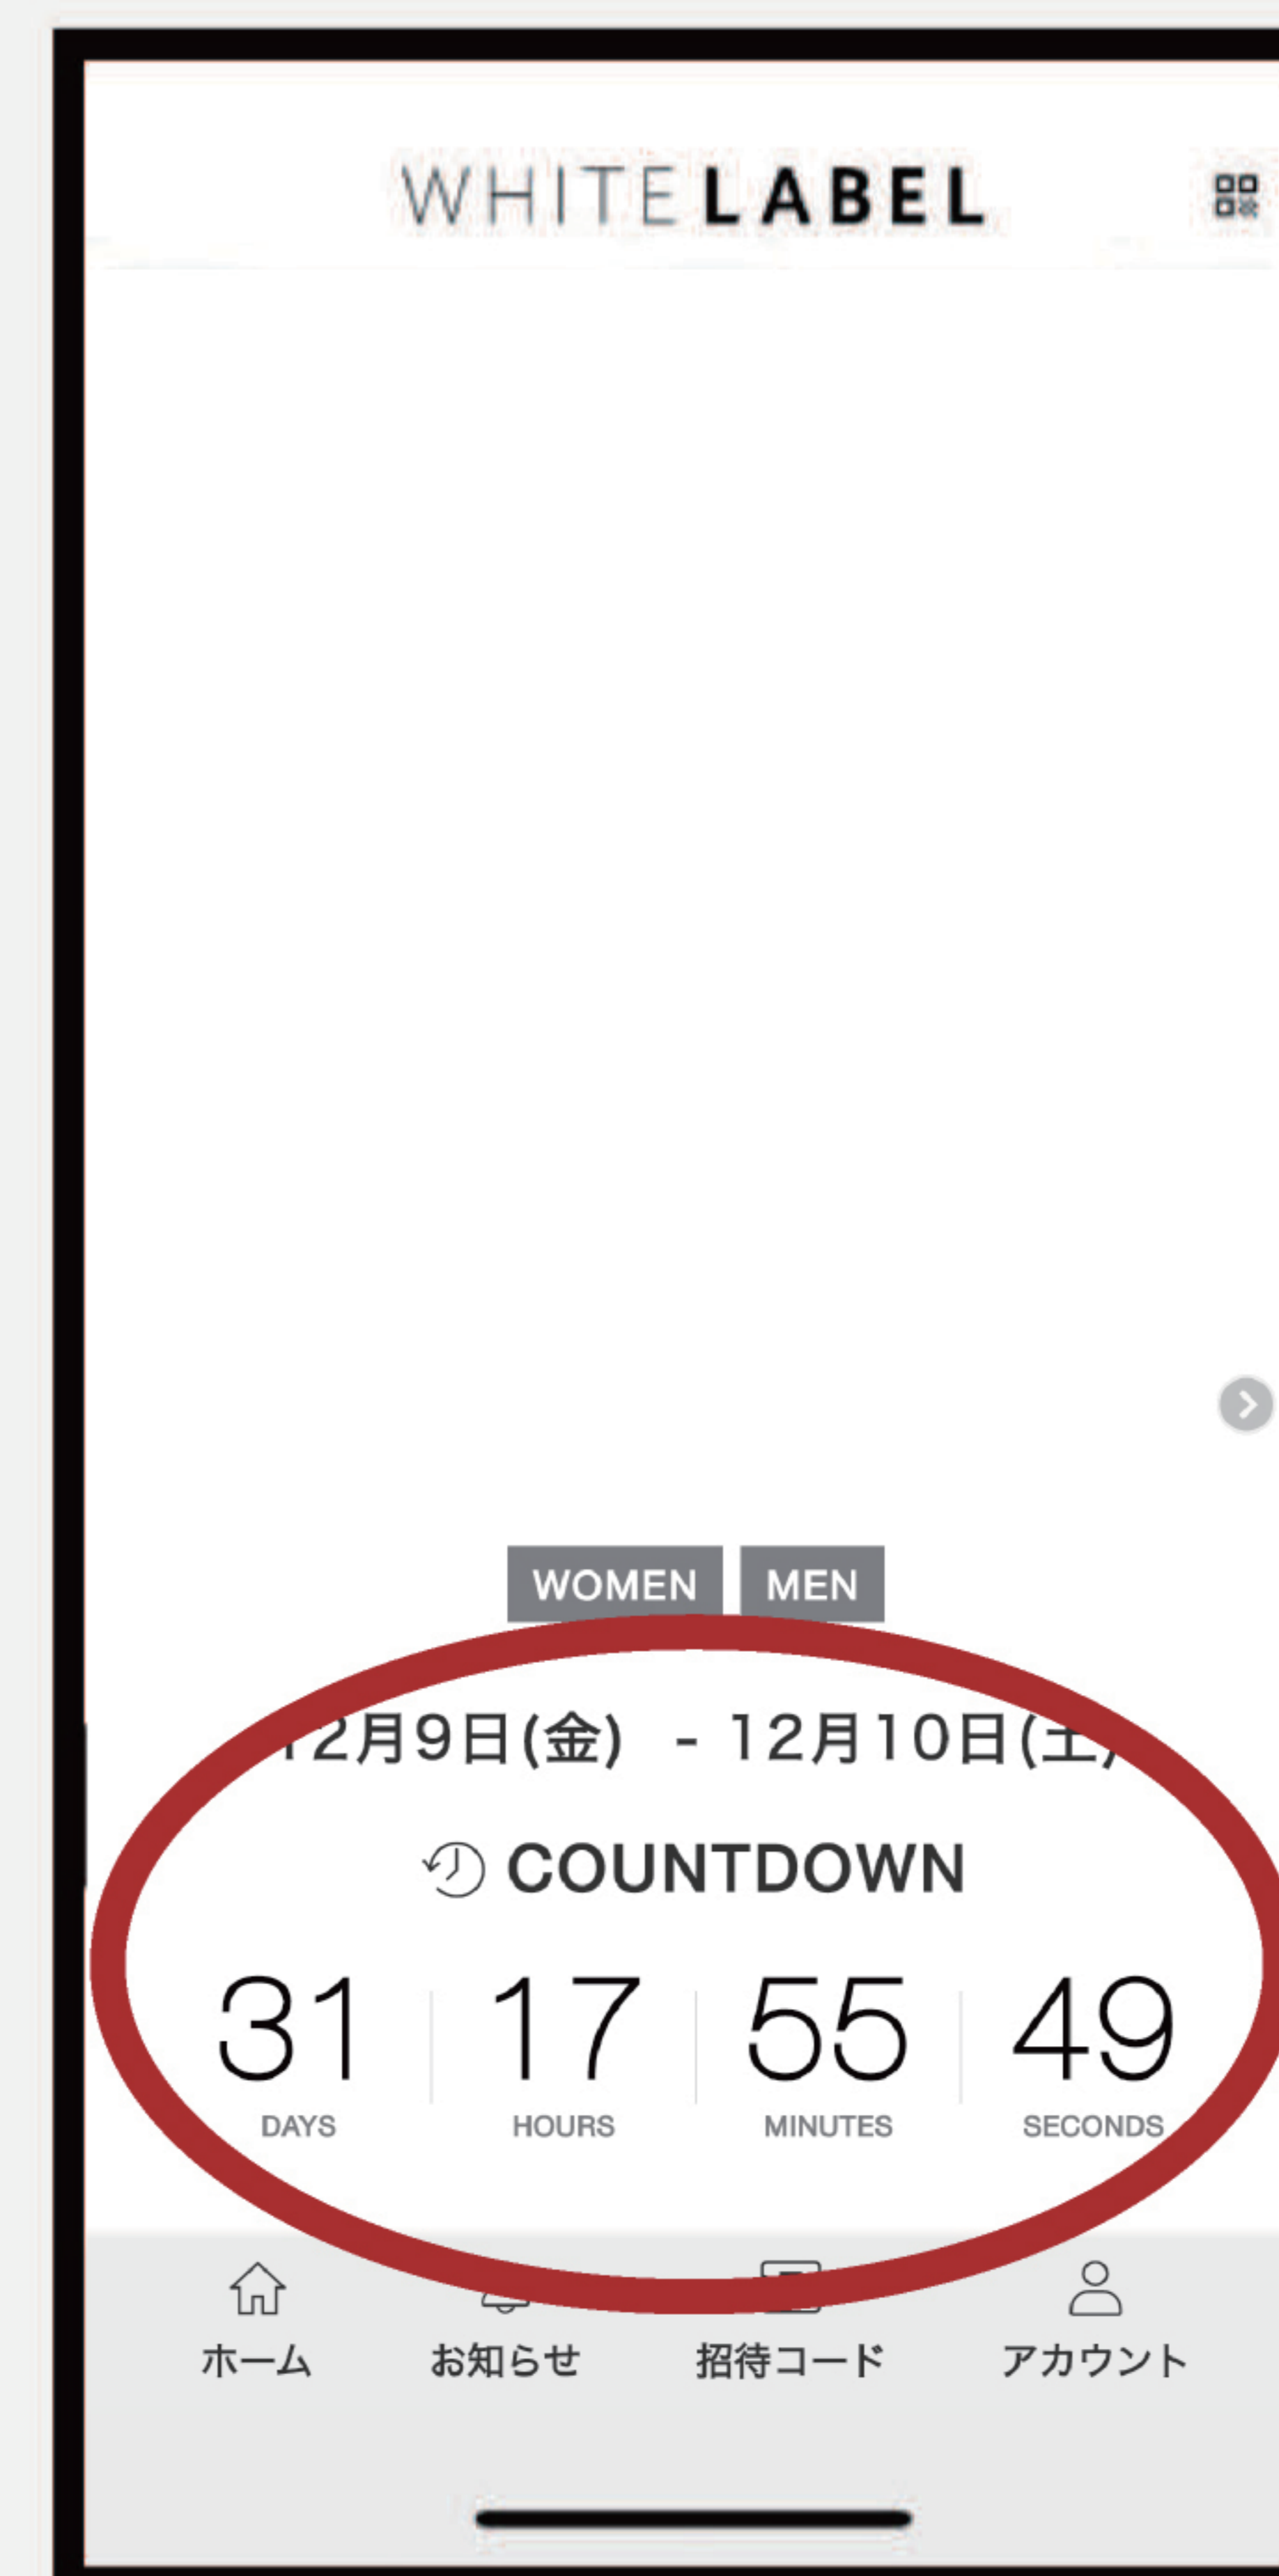 WHITE LABEL
WOMEN MEN
12月9日(金) - 12月10日(土)
COUNTDOWN
31 17 55 49
DAYS HOURS MINUTES SECONDS
ホーム お知らせ 招待コード アカウント